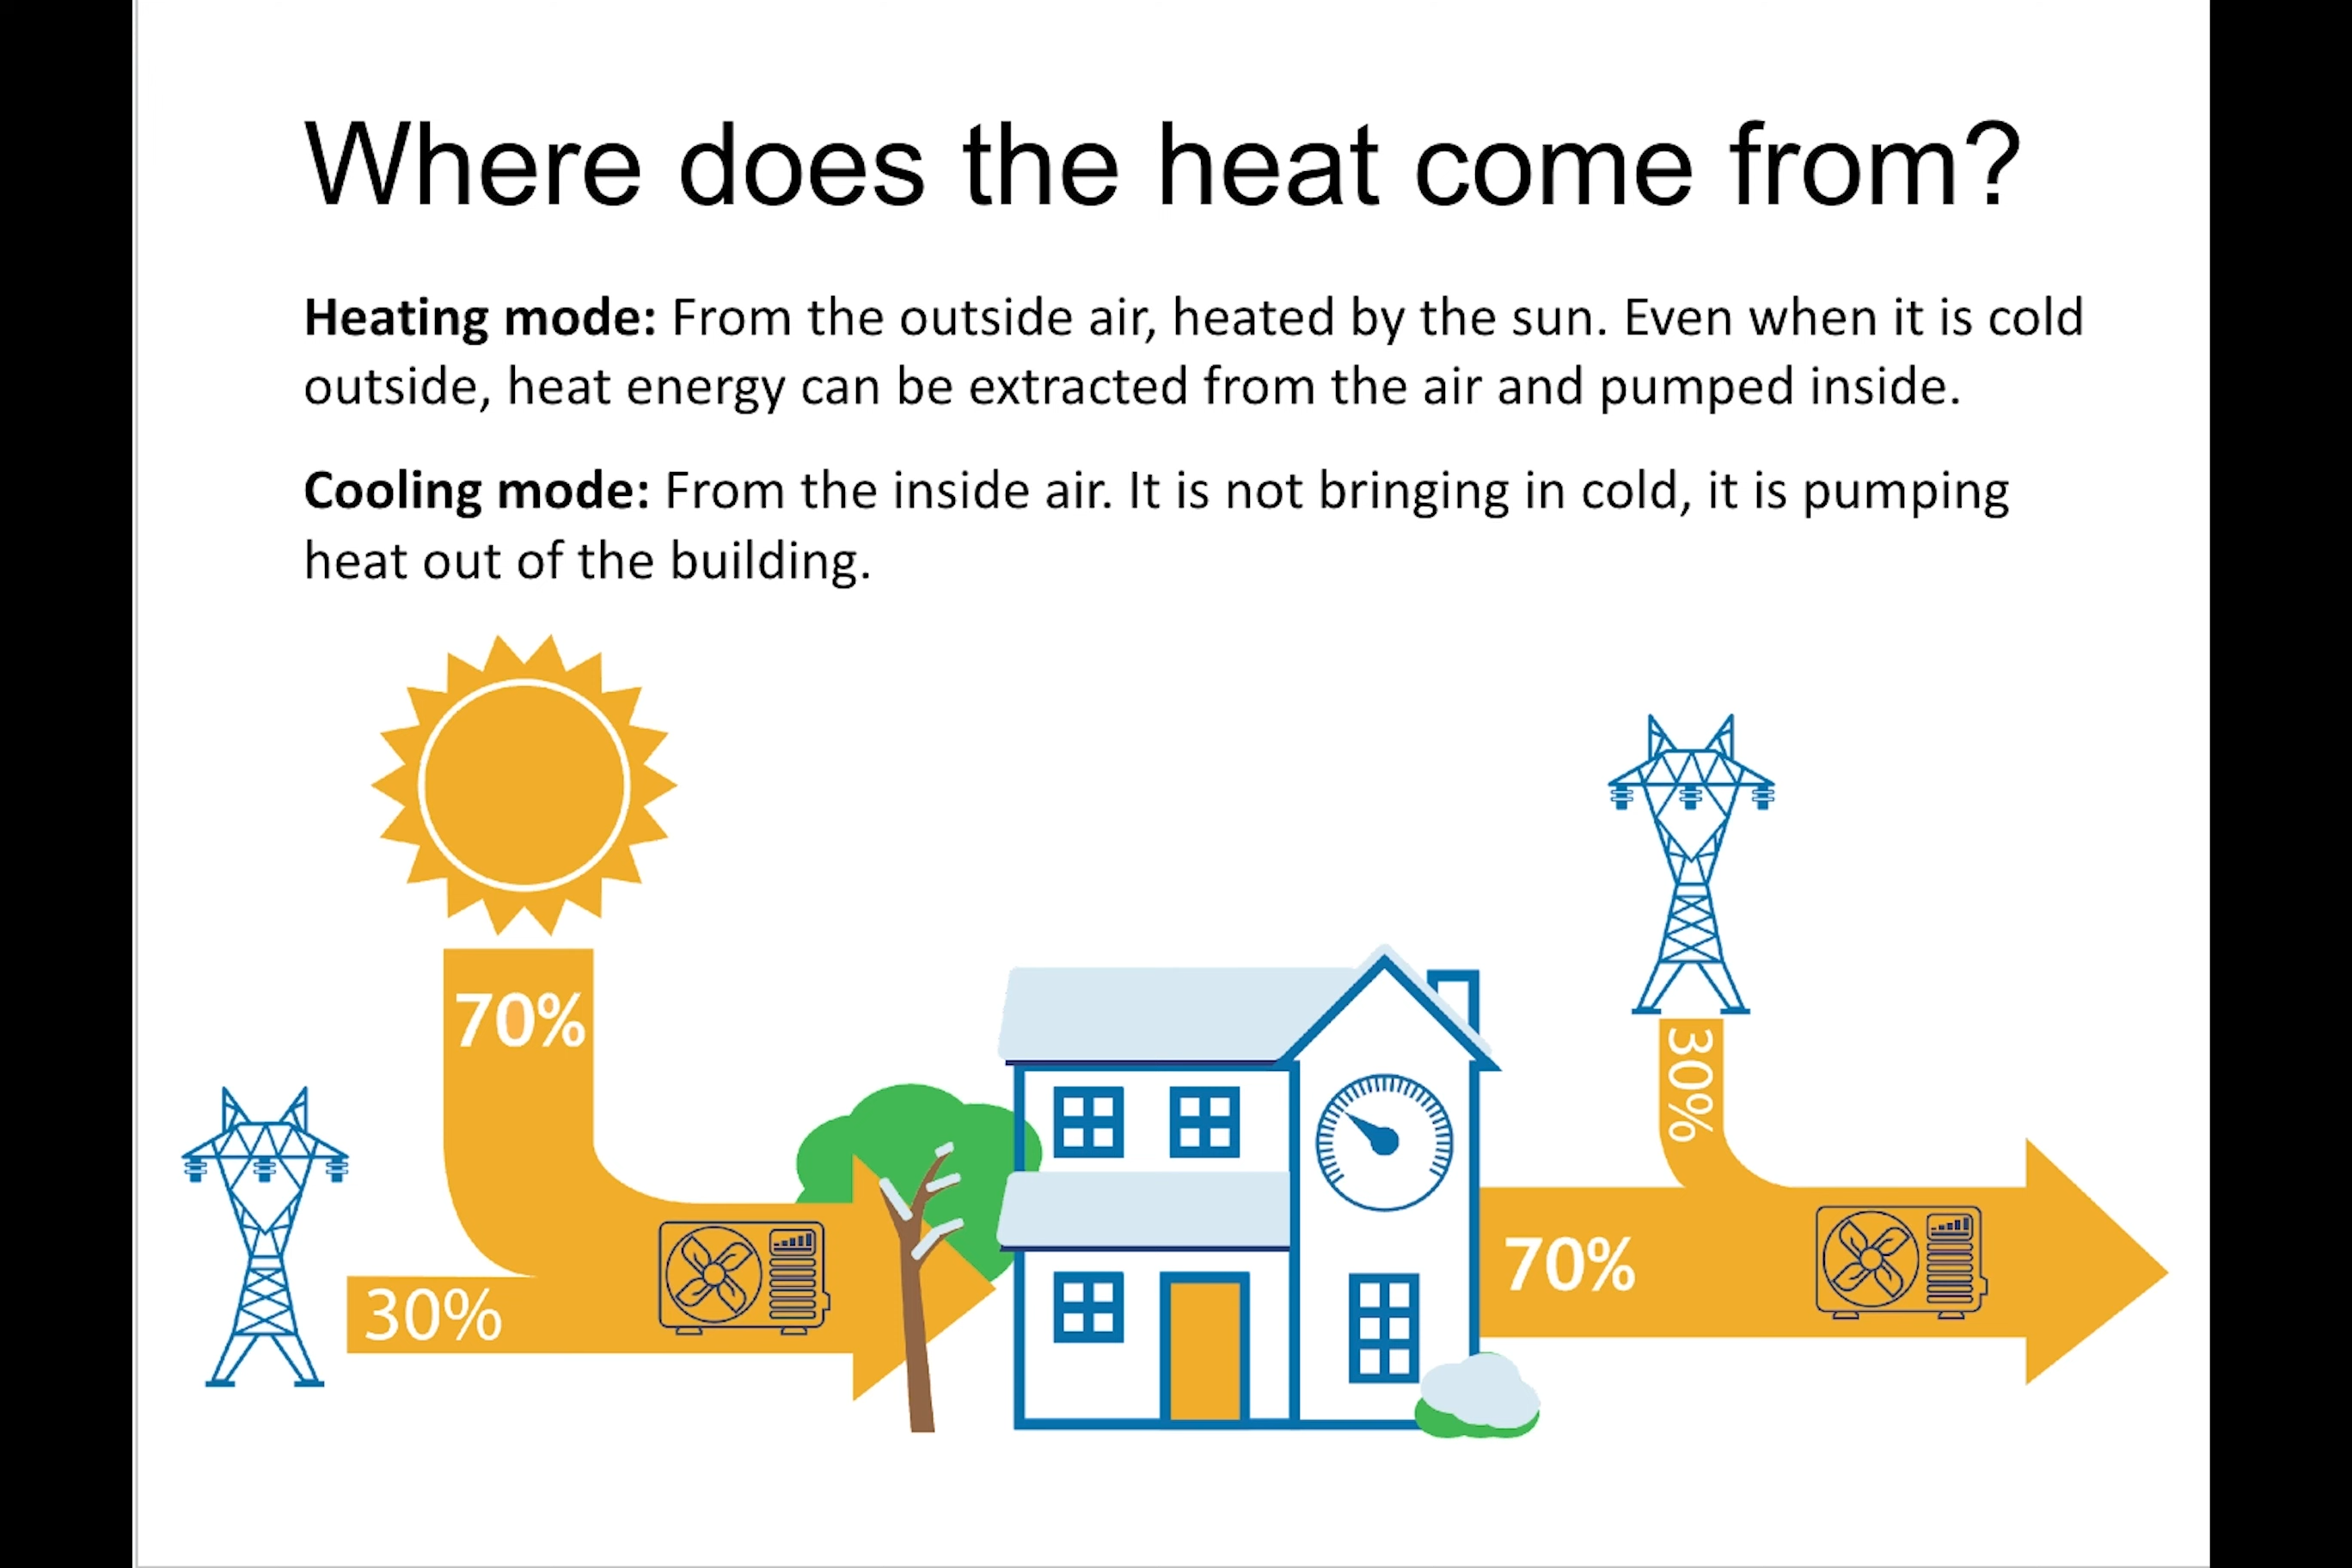 Where does the heat come from?
Heating mode: From the outside air, heated by the sun. Even when it is cold
outside, heat energy can be extracted from the air and pumped inside.
Cooling mode: From the inside air. It is not bringing in cold, it is pumping
heat out of the building.
70%
30%
30%
70%